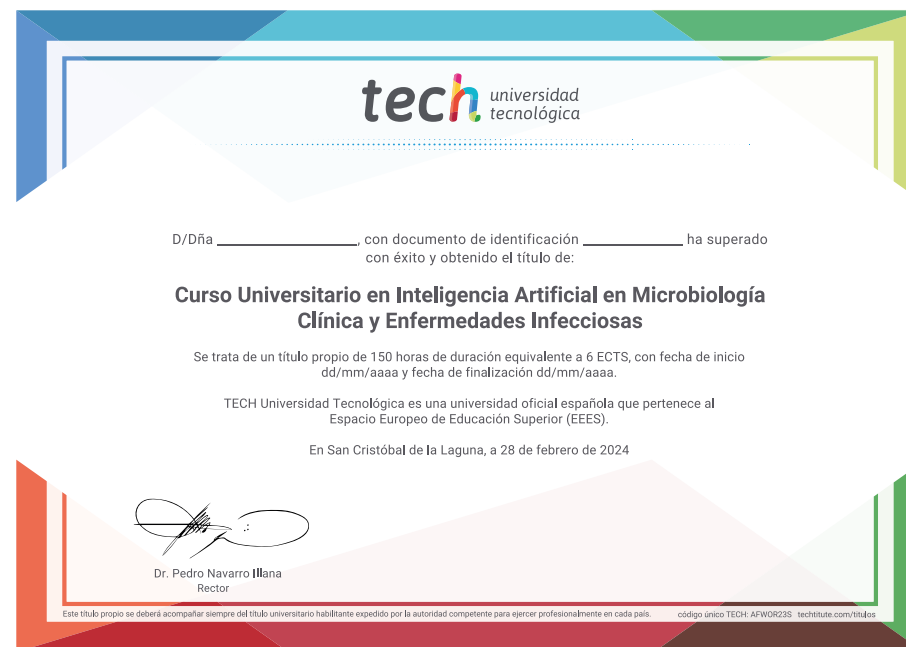 tech universidad
tecnológica
D/Dña ____________, con documento de identificación ____________ ha superado
con éxito y obtenido el título de:
Curso Universitario en Inteligencia Artificial en Microbiología
Clínica y Enfermedades Infecciosas
Se trata de un título propio de 150 horas de duración equivalente a 6 ECTS, con fecha de inicio
dd/mm/aaaa y fecha de finalización dd/mm/aaaa.
TECH Universidad Tecnológica es una universidad oficial española que pertenece al
Espacio Europeo de Educación Superior (EEES).
En San Cristóbal de la Laguna, a 28 de febrero de 2024
Dr. Pedro Navarro Illana
Rector
Este título propio se deberá acompañar siempre del título universitario habilitante expedido por la autoridad competente para ejercer profesionalmente en cada país. código único TECH: AFWOR23S techtitute.com/titulos